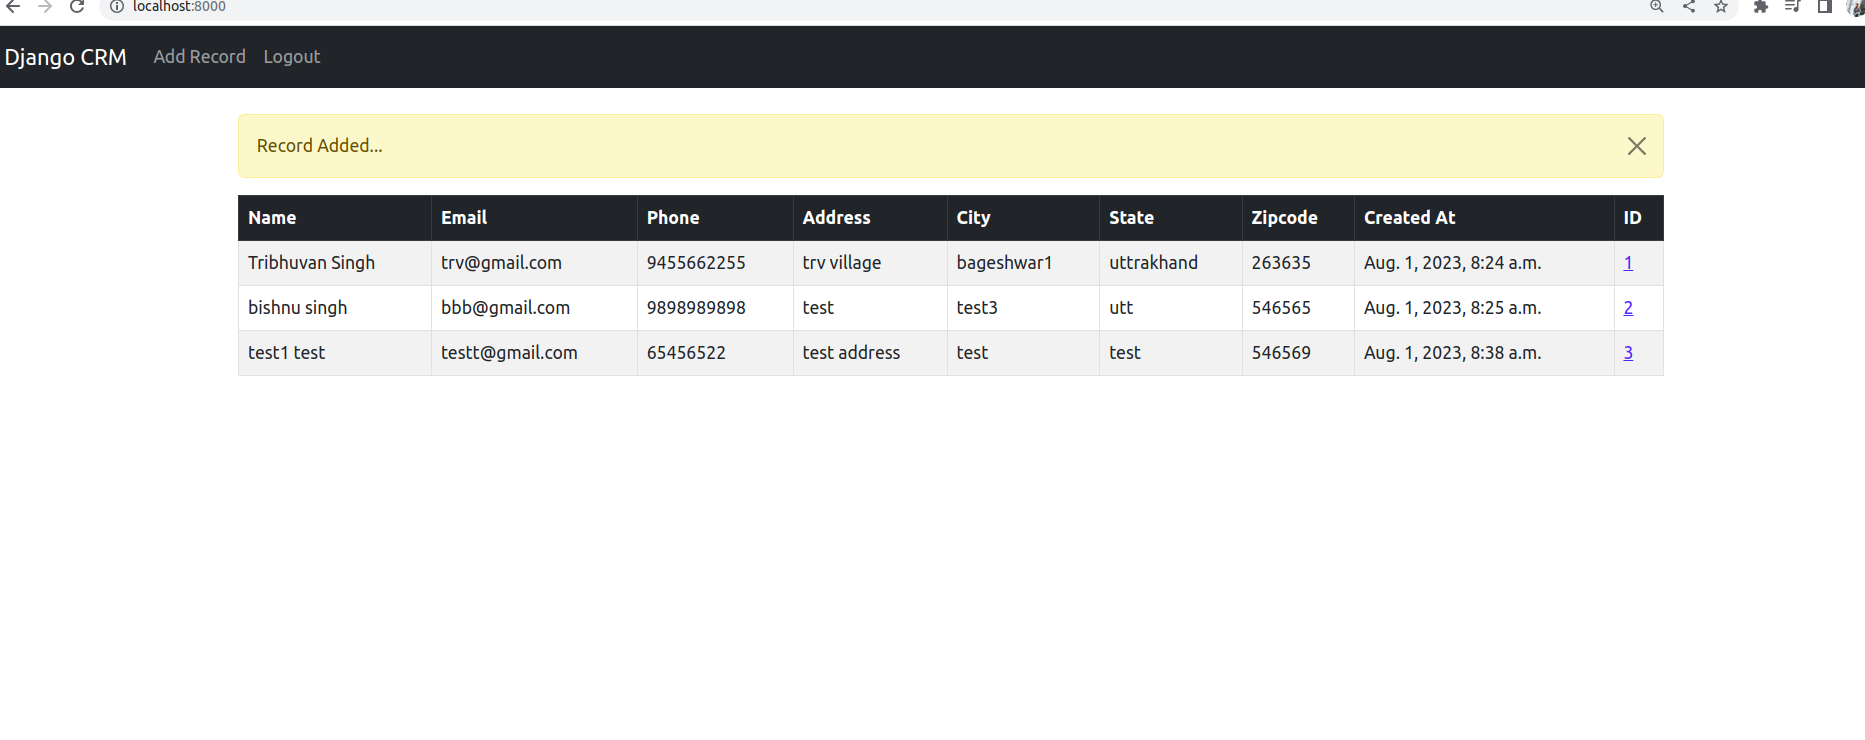 localhost:8000
Django CRM Add Record Logout
Record Added...
Name Email Phone Address City State Zipcode Created At ID
Tribhuvan Singh trv@gmail.com 9455662255 trv village bageshwar1 uttrakhand 263635 Aug. 1, 2023, 8:24 a.m. 1
bishnu singh bbb@gmail.com 9898989898 test test3 utt 546565 Aug. 1, 2023, 8:25 a.m. 2
test1 test testt@gmail.com 65456522 test address test test 546569 Aug. 1, 2023, 8:38 a.m. 3